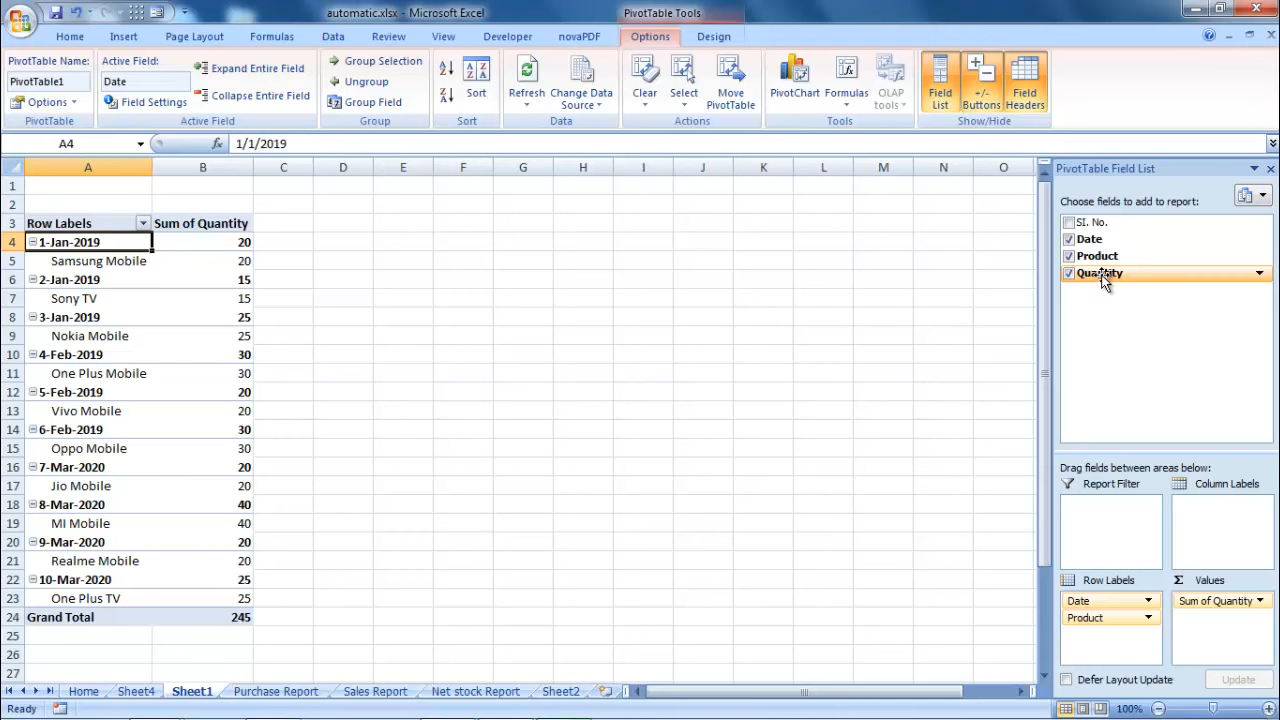 automatic.xlsx - Microsoft Excel
PivotTable Tools
Home Insert Page Layout Formulas Data Review View Developer novaPDF Options Design
PivotTable Name:
PivotTable1
Options
PivotTable
Active Field:
Date
Field Settings
Expand Entire Field
Collapse Entire Field
Active Field
Group Selection
Ungroup
Group Field
Group
Sort
Sort
Refresh
Change Data Source
Data
Clear
Select
Move PivotTable
Actions
PivotChart
Formulas
OLAP tools
Tools
Field List
+/- Buttons
Field Headers
Show/Hide
A4
fx
1/1/2019
A B C D E F G H I J K L M N O
1
2
3 Row Labels Sum of Quantity
4 1-Jan-2019 20
5 Samsung Mobile 20
6 2-Jan-2019 15
7 Sony TV 15
8 3-Jan-2019 25
9 Nokia Mobile 25
10 4-Feb-2019 30
11 One Plus Mobile 30
12 5-Feb-2019 20
13 Vivo Mobile 20
14 6-Feb-2019 30
15 Oppo Mobile 30
16 7-Mar-2020 20
17 Jio Mobile 20
18 8-Mar-2020 40
19 MI Mobile 40
20 9-Mar-2020 20
21 Realme Mobile 20
22 10-Mar-2020 25
23 One Plus TV 25
24 Grand Total 245
25
26
27
PivotTable Field List
Choose fields to add to report:
SI. No.
Date
Product
Quantity
Drag fields between areas below:
Report Filter
Column Labels
Row Labels
Σ Values
Date
Sum of Quantity
Product
Defer Layout Update
Update
Home Sheet4 Sheet1 Purchase Report Sales Report Net stock Report Sheet2
Ready
100%